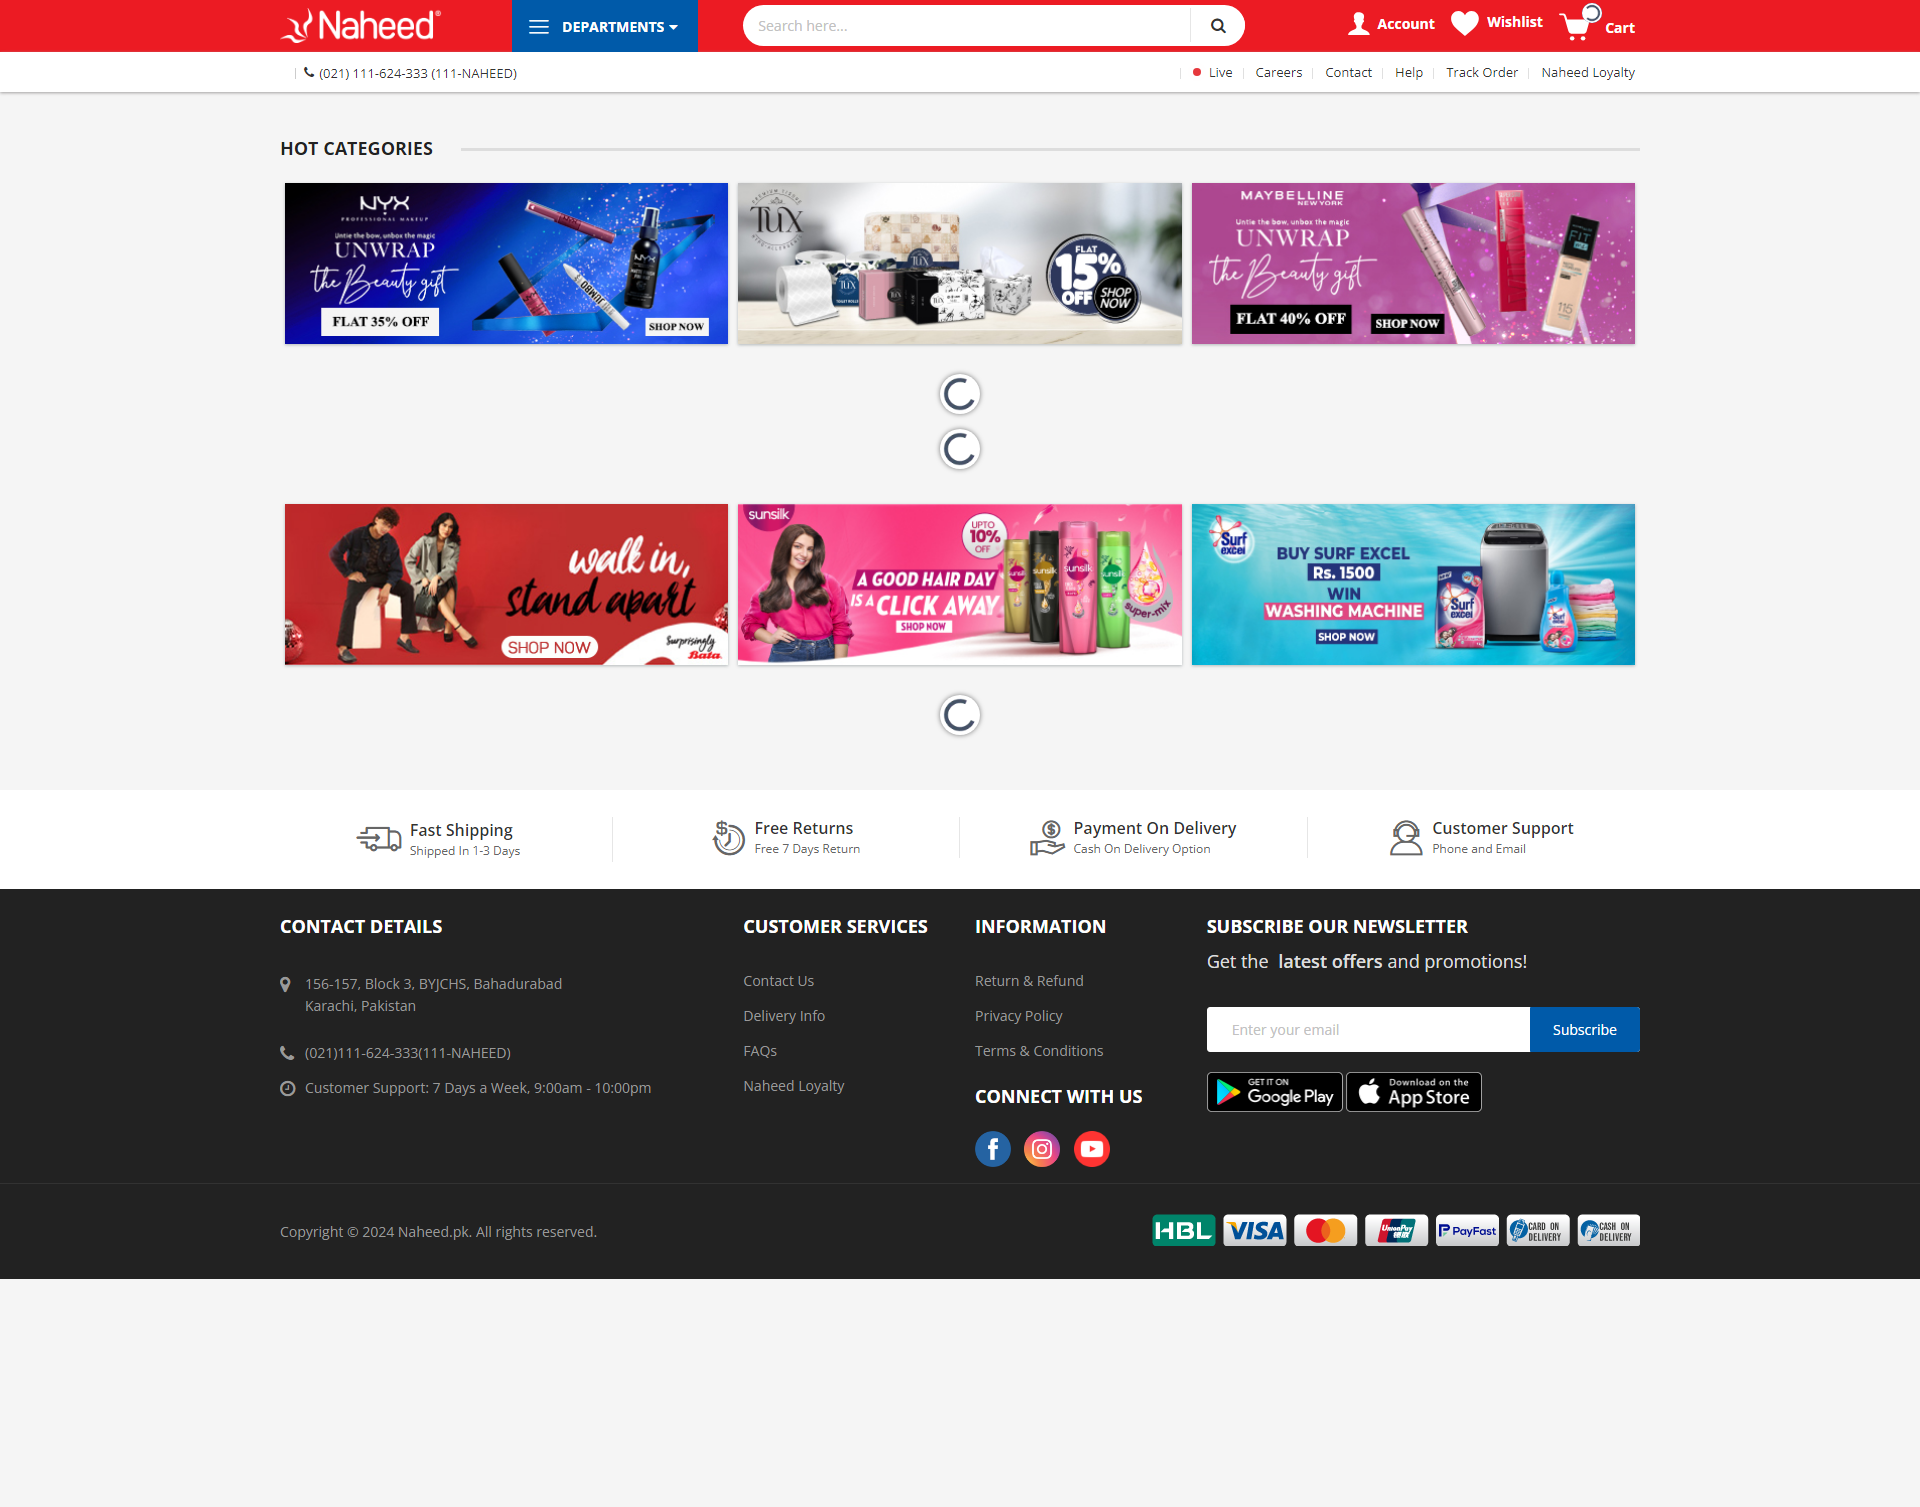 Naheed®
DEPARTMENTS
Search here...
Account
Wishlist
Cart
(021) 111-624-333 (111-NAHEED)
Live
Careers
Contact
Help
Track Order
Naheed Loyalty
HOT CATEGORIES
NYX
PROFESSIONAL MAKEUP
Untie the bow, unbox the magic
UNWRAP
the Beauty gift
FLAT 35% OFF
SHOP NOW
TUX
FLAT
15%
OFF
SHOP
NOW
MAYBELLINE
NEW YORK
Untie the bow, unbox the magic
UNWRAP
the Beauty gift
FLAT 40% OFF
SHOP NOW
FIT
115
walk in,
stand apart
SHOP NOW
Surprisingly
Bata
sunsilk
UPTO
10%
OFF
A GOOD HAIR DAY
IS A CLICK AWAY
SHOP NOW
sunsilk
super-mix
Surf
excel
BUY SURF EXCEL
Rs. 1500
WIN
WASHING MACHINE
SHOP NOW
Surf
excel
Fast Shipping
Shipped In 1-3 Days
Free Returns
Free 7 Days Return
Payment On Delivery
Cash On Delivery Option
Customer Support
Phone and Email
CONTACT DETAILS
156-157, Block 3, BYJCHS, Bahadurabad
Karachi, Pakistan
(021)111-624-333(111-NAHEED)
Customer Support: 7 Days a Week, 9:00am - 10:00pm
CUSTOMER SERVICES
Contact Us
Delivery Info
FAQs
Naheed Loyalty
INFORMATION
Return & Refund
Privacy Policy
Terms & Conditions
CONNECT WITH US
SUBSCRIBE OUR NEWSLETTER
Get the latest offers and promotions!
Enter your email
Subscribe
GET IT ON
Google Play
Download on the
App Store
Copyright © 2024 Naheed.pk. All rights reserved.
HBL
VISA
UnionPay
PayFast
CARD ON
DELIVERY
CASH ON
DELIVERY